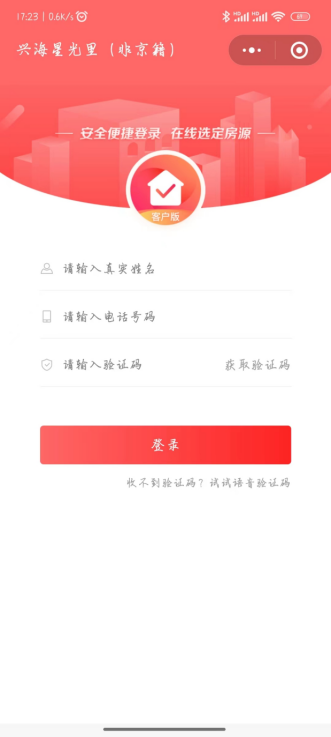 17:23 | 0.6K/s
兴海星光里（非京籍）
安全便捷登录 在线选定房源
客户版
请输入真实姓名
请输入电话号码
请输入验证码 获取验证码
登录
收不到验证码？试试语音验证码